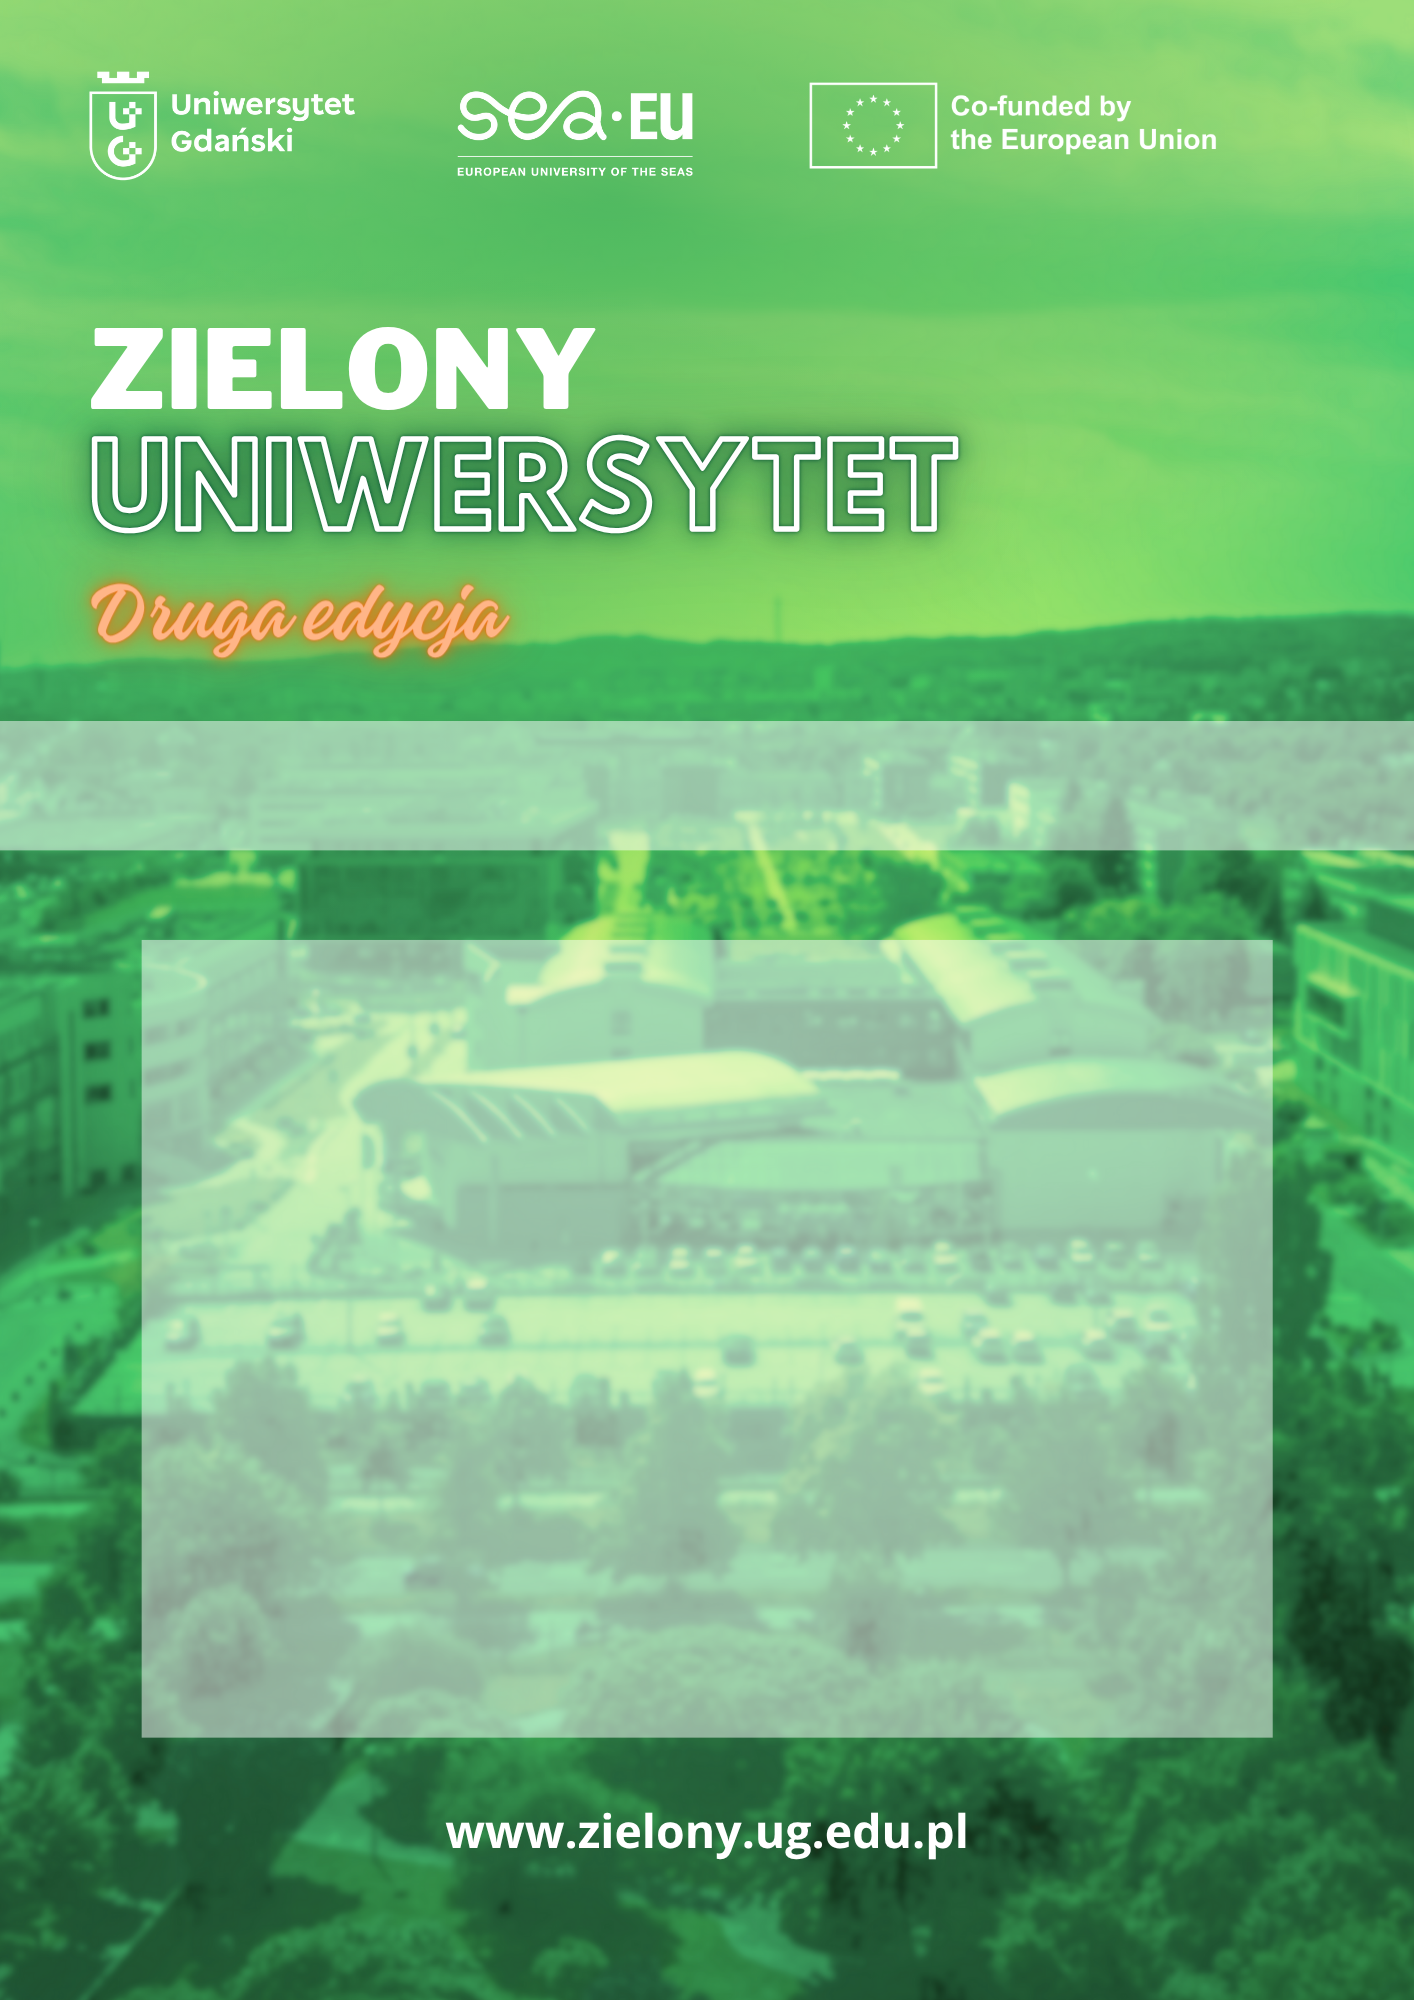 Uniwersytet
Gdański
sea·EU
EUROPEAN UNIVERSITY OF THE SEAS
Co-funded by
the European Union
ZIELONY
UNIWERSYTET
Druga edycja
www.zielony.ug.edu.pl